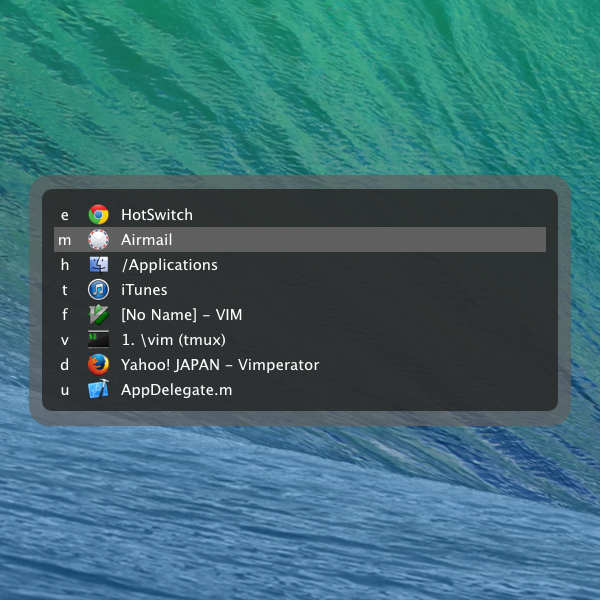 e HotSwitch
m Airmail
h /Applications
t iTunes
f [No Name] – VIM
v 1. \vim (tmux)
d Yahoo! JAPAN – Vimperator
u AppDelegate.m